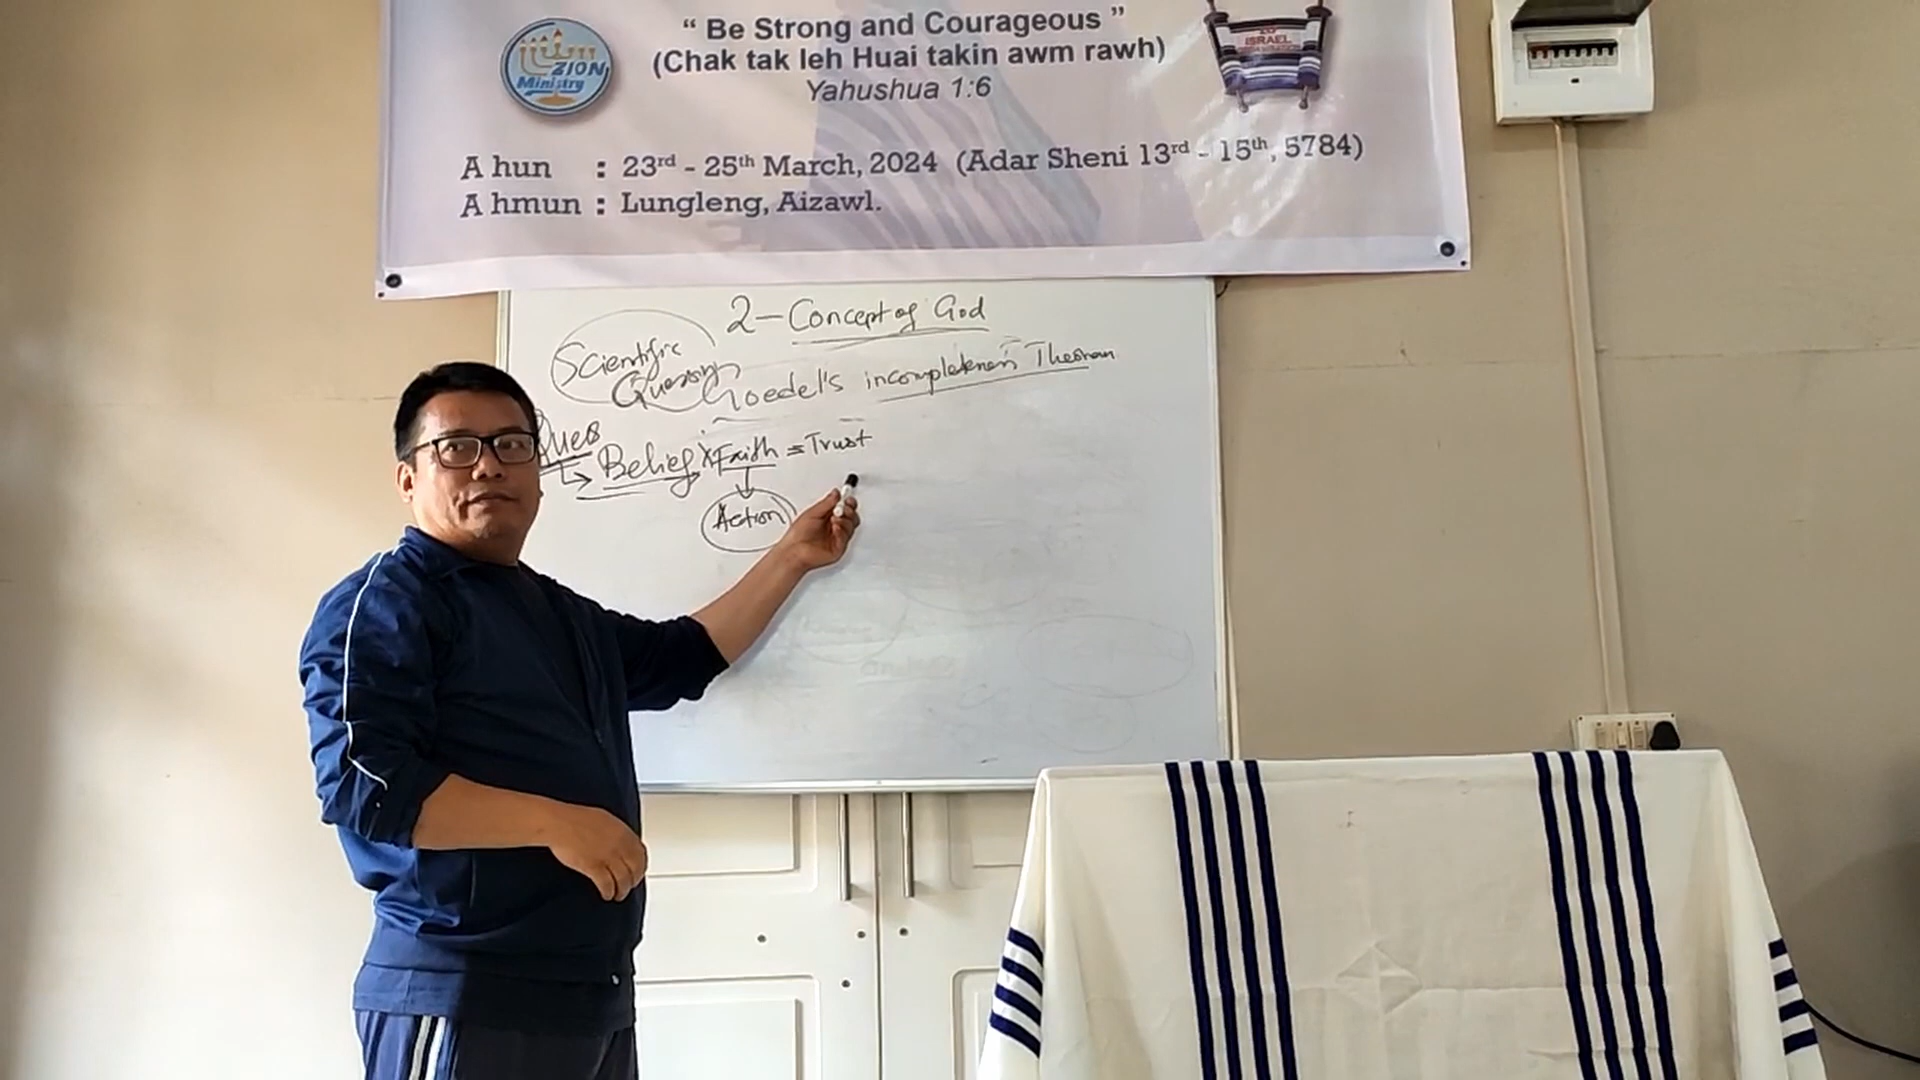 “ Be Strong and Courageous ”
(Chak tak leh Huai takin awm rawh)
Yahushua 1:6
ZION
Ministry
ISRAEL
A hun : 23rd - 25th March, 2024 (Adar Sheni 13rd - 15th, 5784)
A hmun : Lungleng, Aizawl.
2 - Concept of God
Scientific
Goedel's incompleteness Theorem
Ques
Belief Faith = Trust
Action